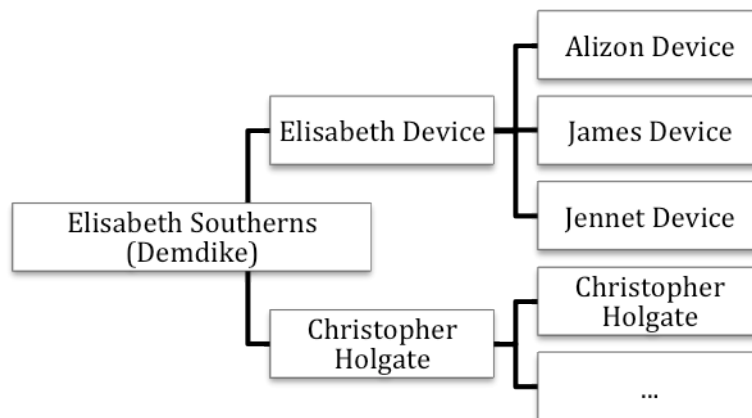 Alizon Device
Elisabeth Device
James Device
Jennet Device
Elisabeth Southerns
(Demdike)
Christopher
Holgate
Christopher
Holgate
...